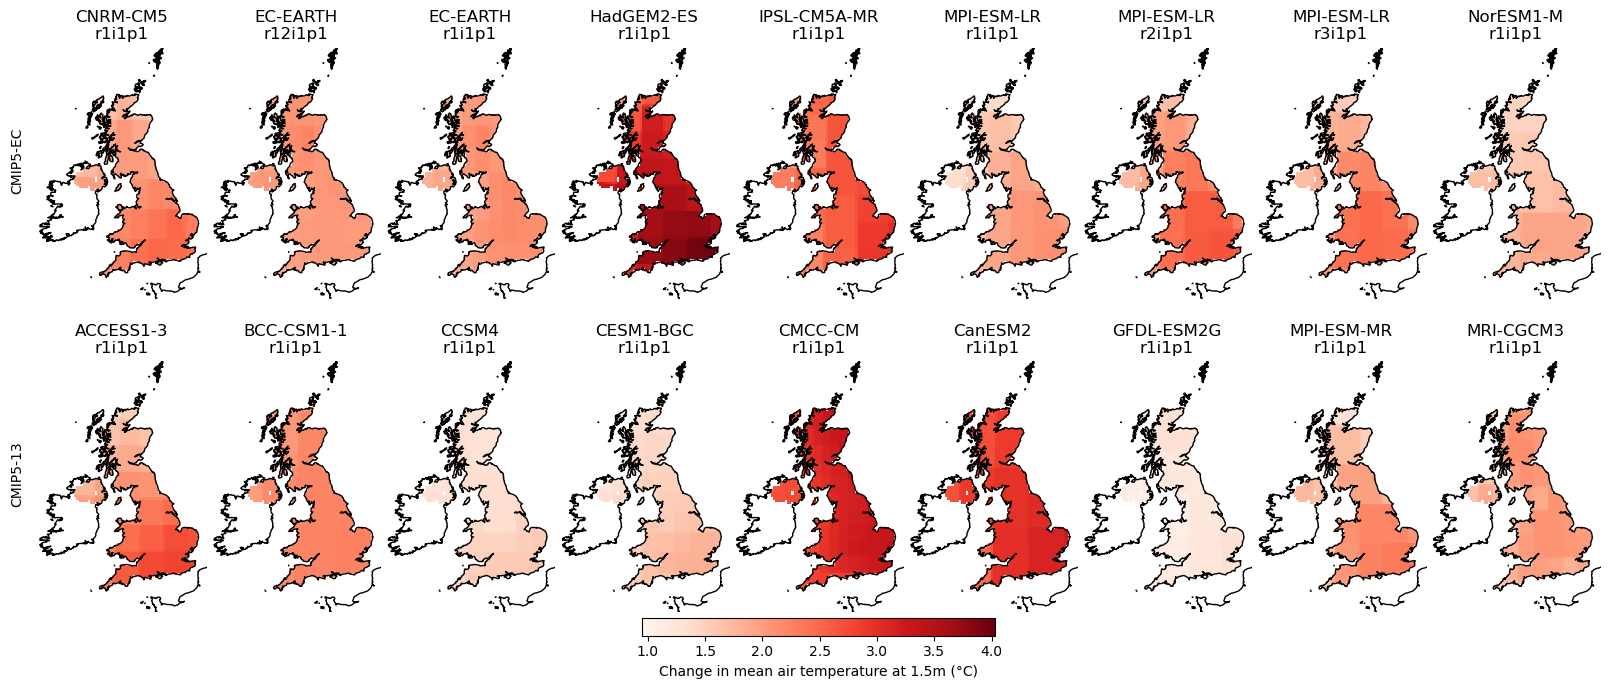 CNRM-CM5 EC-EARTH EC-EARTH HadGEM2-ES IPSL-CM5A-MR MPI-ESM-LR MPI-ESM-LR MPI-ESM-LR NorESM1-M
r1i1p1 r12i1p1 r1i1p1 r1i1p1 r1i1p1 r1i1p1 r2i1p1 r3i1p1 r1i1p1
CMIP5-EC
ACCESS1-3 BCC-CSM1-1 CCSM4 CESM1-BGC CMCC-CM CanESM2 GFDL-ESM2G MPI-ESM-MR MRI-CGCM3
r1i1p1 r1i1p1 r1i1p1 r1i1p1 r1i1p1 r1i1p1 r1i1p1 r1i1p1 r1i1p1
CMIP5-13
1.0 1.5 2.0 2.5 3.0 3.5 4.0
Change in mean air temperature at 1.5m (°C)